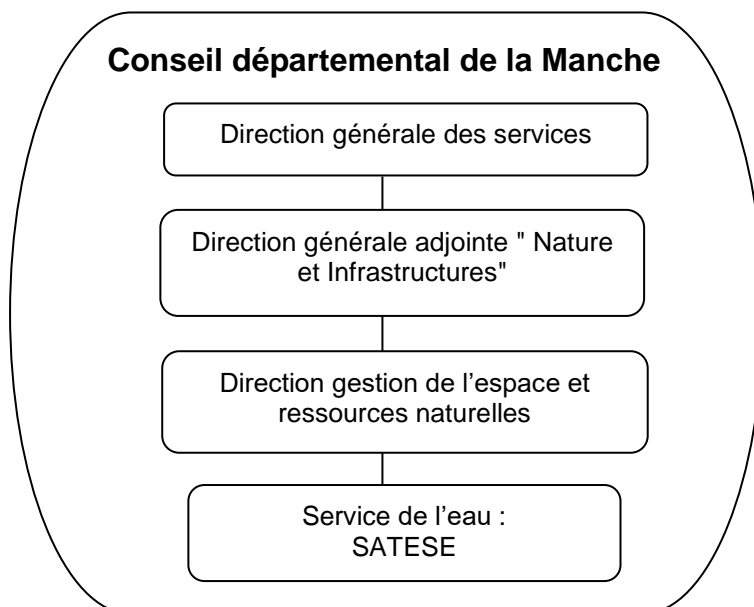 Conseil départemental de la Manche
Direction générale des services
Direction générale adjointe " Nature
et Infrastructures"
Direction gestion de l’espace et
ressources naturelles
Service de l’eau :
SATESE